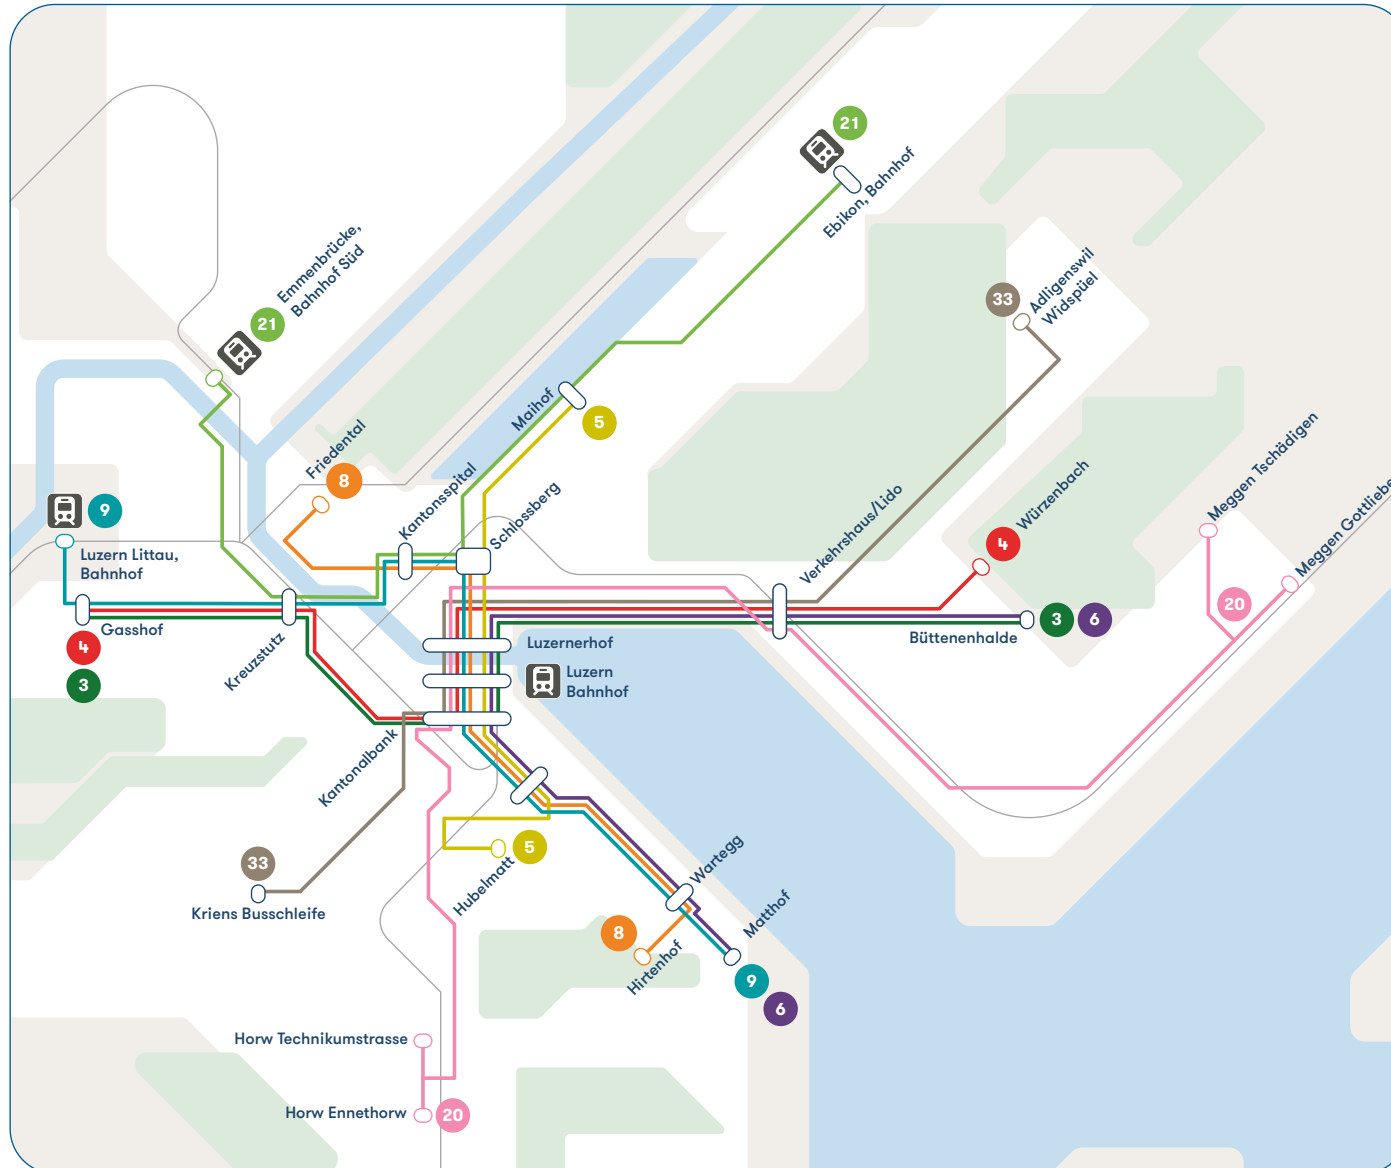 21
Ebikon, Bahnhof
Emmenbrücke,
Bahnhof Süd
21
33
Adligenswil
Widspüel
Maihof
5
Friedental
8
Kantonsspital
Schlossberg
9
Luzern Littau,
Bahnhof
Gasshof
4
3
Kreuzstutz
Verkehrshaus/Lido
4
Würzenbach
Meggen Tschädigen
Meggen Gottliebe
20
Büttenenhalde
3
6
Luzernerhof
Luzern
Bahnhof
Kantonalbank
33
Kriens Busschleife
5
Hubelmatt
Wartegg
Matthof
8
Hirtenhof
9
6
Horw Technikumstrasse
Horw Ennethorw
20